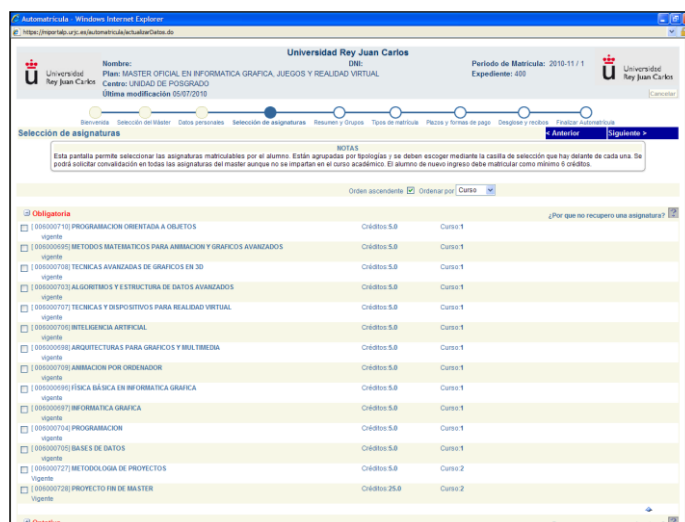 Automatrícula - Windows Internet Explorer
https://miportalp.urjc.es/automatricula/actualizarDatos.do
Universidad Rey Juan Carlos
Nombre: DNI: Periodo de Matrícula: 2010-11 / 1
Plan: MASTER OFICIAL EN INFORMATICA GRAFICA, JUEGOS Y REALIDAD VIRTUAL Expediente: 400
Centro: UNIDAD DE POSGRADO
Última modificación 05/07/2010
Universidad Rey Juan Carlos
Universidad Rey Juan Carlos
Cancelar
Bienvenida Selección del Máster Datos personales Selección de asignaturas Resumen y Grupos Tipos de matrícula Plazos y formas de pago Desglose y recibos Finalizar Automatrícula
Selección de asignaturas < Anterior Siguiente >
NOTAS
Esta pantalla permite seleccionar las asignaturas matriculables por el alumno. Están agrupadas por tipologías y se deben escoger mediante la casilla de selección que hay delante de cada una. Se
podrá solicitar convalidación en todas las asignaturas del master aunque no se impartan en el curso académico. El alumno de nuevo ingreso debe matricular como mínimo 6 créditos.
Orden ascendente Ordenar por Curso
Obligatoria ¿Por que no recupero una asignatura? ?
[ 006000710] PROGRAMACION ORIENTADA A OBJETOS Créditos:5.0 Curso:1
vigente
[ 006000695] METODOS MATEMATICOS PARA ANIMACION Y GRAFICOS AVANZADOS Créditos:5.0 Curso:1
vigente
[ 006000708] TECNICAS AVANZADAS DE GRAFICOS EN 3D Créditos:5.0 Curso:1
vigente
[ 006000703] ALGORITMOS Y ESTRUCTURA DE DATOS AVANZADOS Créditos:5.0 Curso:1
vigente
[ 006000707] TECNICAS Y DISPOSITIVOS PARA REALIDAD VIRTUAL Créditos:5.0 Curso:1
vigente
[ 006000706] INTELIGENCIA ARTIFICIAL Créditos:5.0 Curso:1
vigente
[ 006000698] ARQUITECTURAS PARA GRAFICOS Y MULTIMEDIA Créditos:5.0 Curso:1
vigente
[ 006000709] ANIMACION POR ORDENADOR Créditos:5.0 Curso:1
vigente
[ 006000696] FÍSICA BÁSICA EN INFORMATICA GRAFICA Créditos:5.0 Curso:1
vigente
[ 006000697] INFORMATICA GRAFICA Créditos:5.0 Curso:1
vigente
[ 006000704] PROGRAMACION Créditos:5.0 Curso:1
vigente
[ 006000705] BASES DE DATOS Créditos:5.0 Curso:1
vigente
[ 006000727] METODOLOGIA DE PROYECTOS Créditos:5.0 Curso:2
Vigente
[ 006000728] PROYECTO FIN DE MASTER Créditos:25.0 Curso:2
Vigente